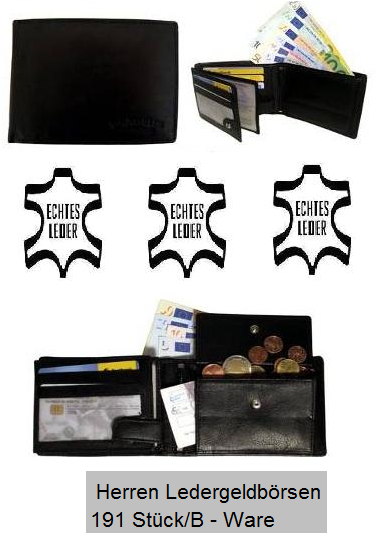 ECHTES
LEDER
ECHTES
LEDER
ECHTES
LEDER
Herren Ledergeldbörsen
191 Stück/B - Ware